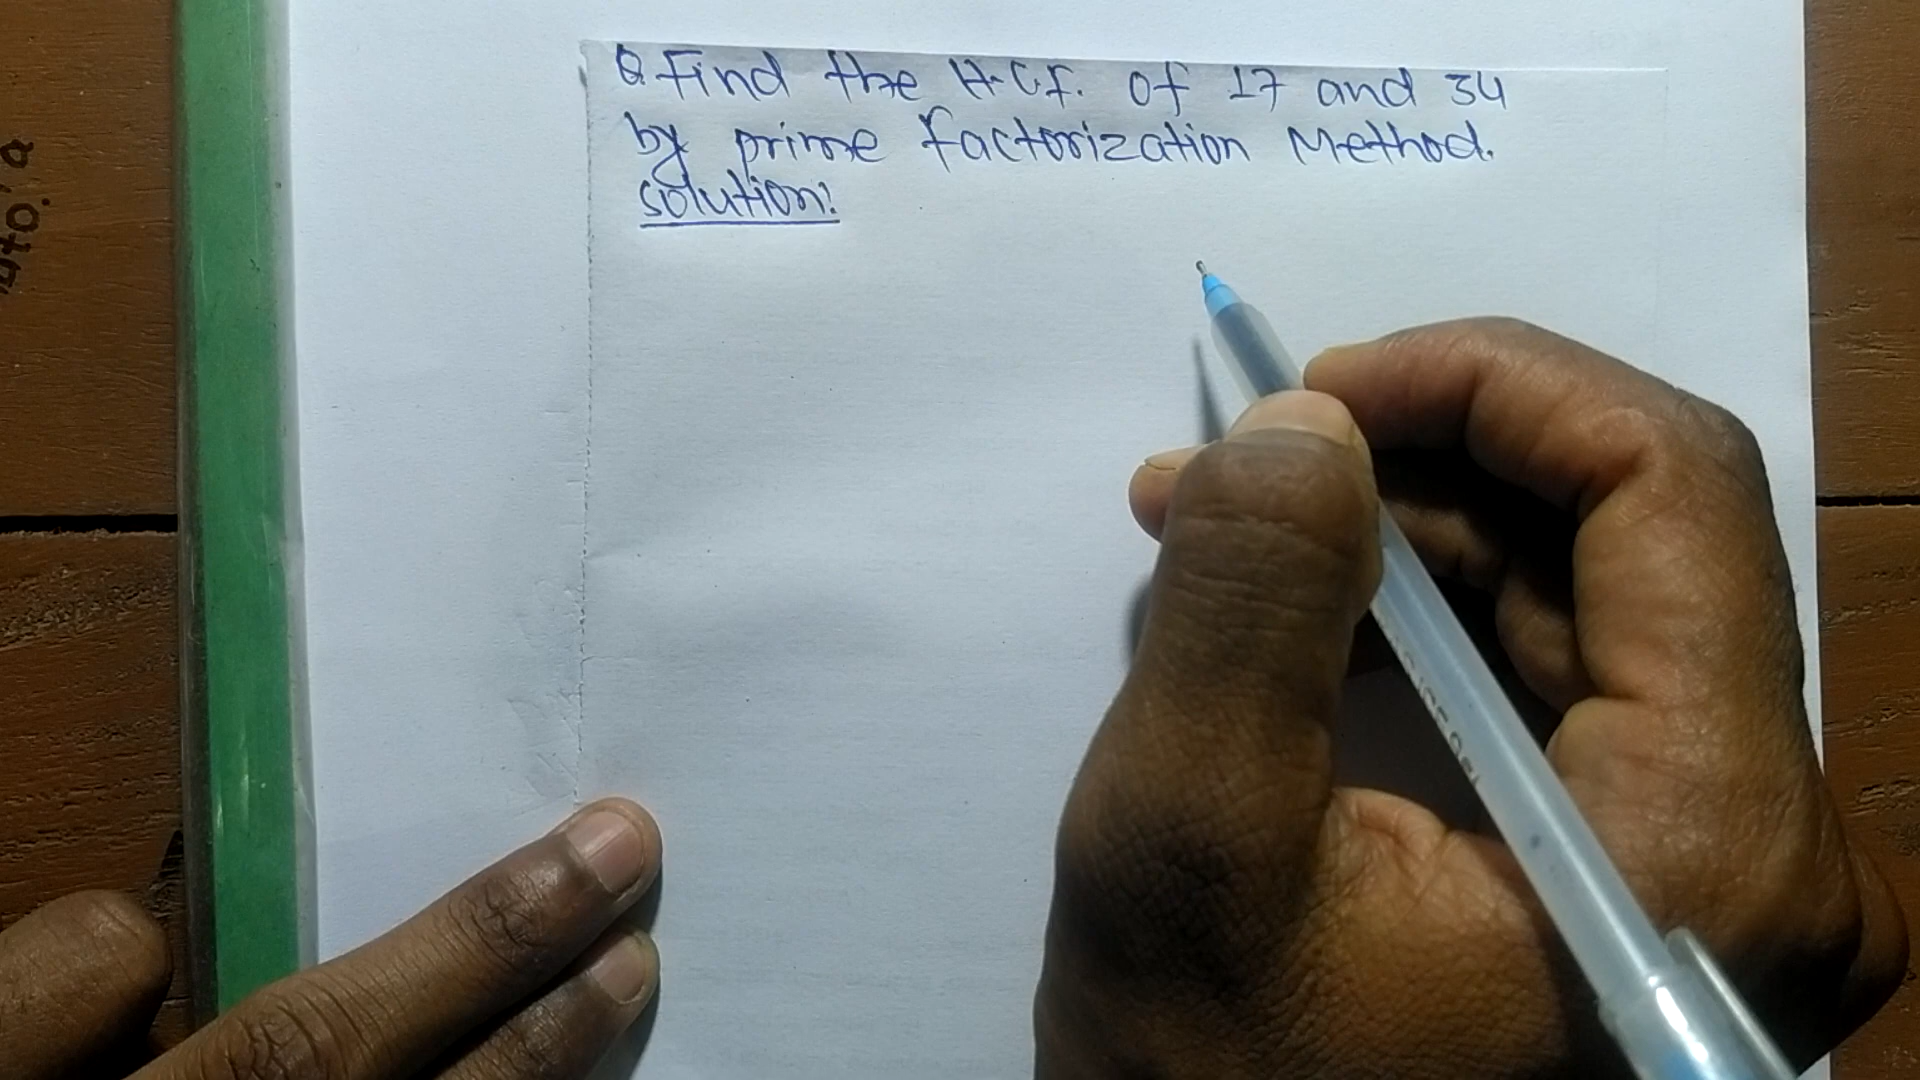 Q. Find the H.C.F. of 17 and 34
by prime factorization Method.
solution: